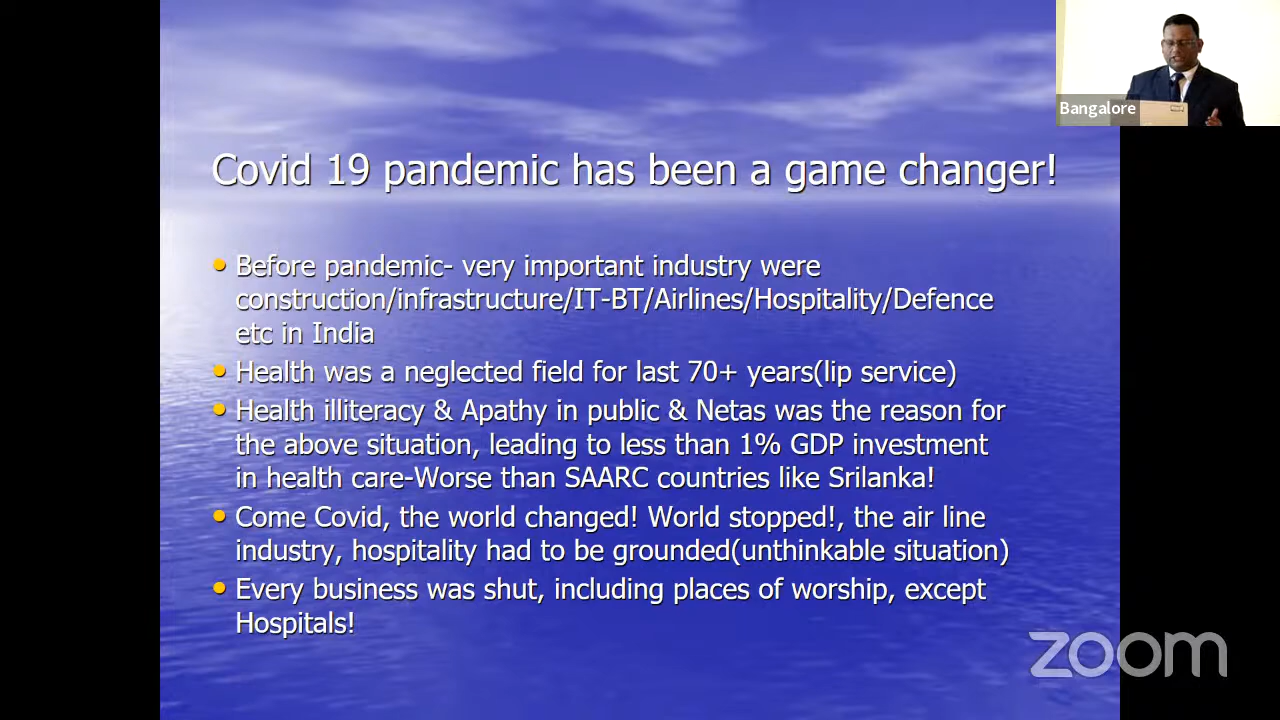 Bangalore
Covid 19 pandemic has been a game changer!
• Before pandemic- very important industry were
construction/infrastructure/IT-BT/Airlines/Hospitality/Defence
etc in India
• Health was a neglected field for last 70+ years(lip service)
• Health illiteracy & Apathy in public & Netas was the reason for
the above situation, leading to less than 1% GDP investment
in health care-Worse than SAARC countries like Srilanka!
• Come Covid, the world changed! World stopped!, the air line
industry, hospitality had to be grounded(unthinkable situation)
• Every business was shut, including places of worship, except
Hospitals!
zoom